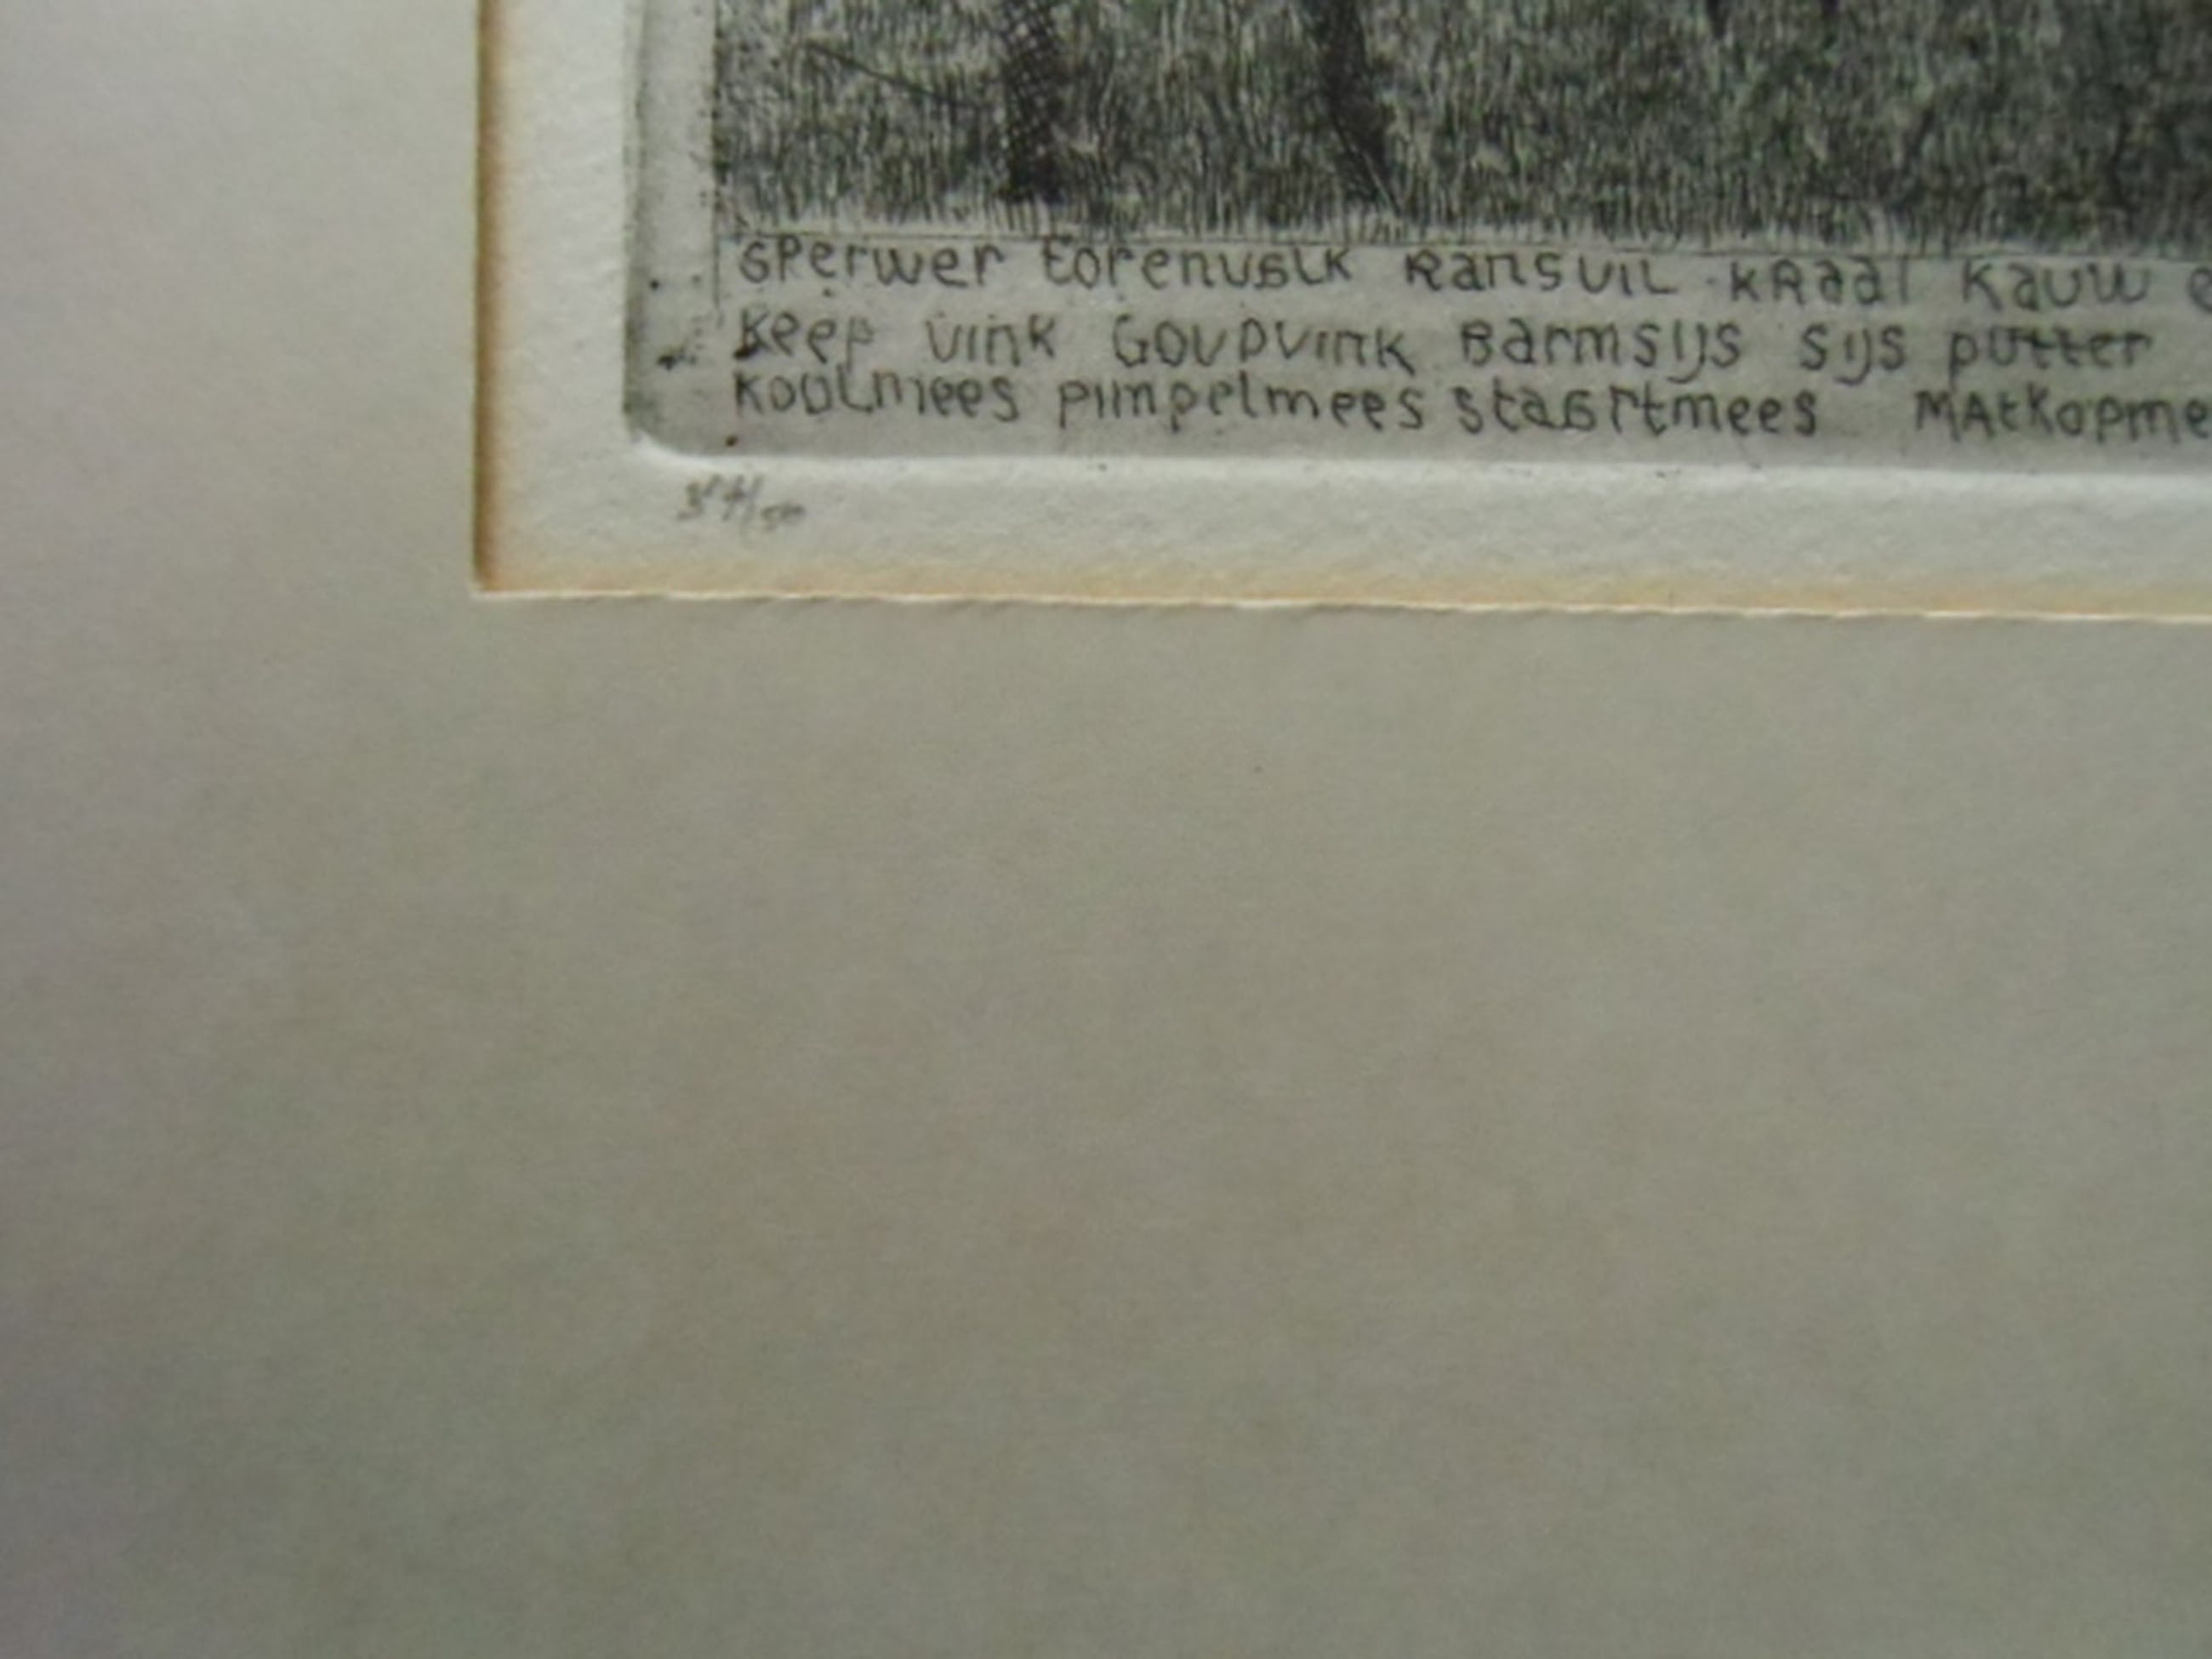 SPerwer torenvalk Ransuil KRaai Kauw
Keep vink GOUDVink Barmsijs Sijs putter
koolmees pimpelmees staartmees MAtKopme